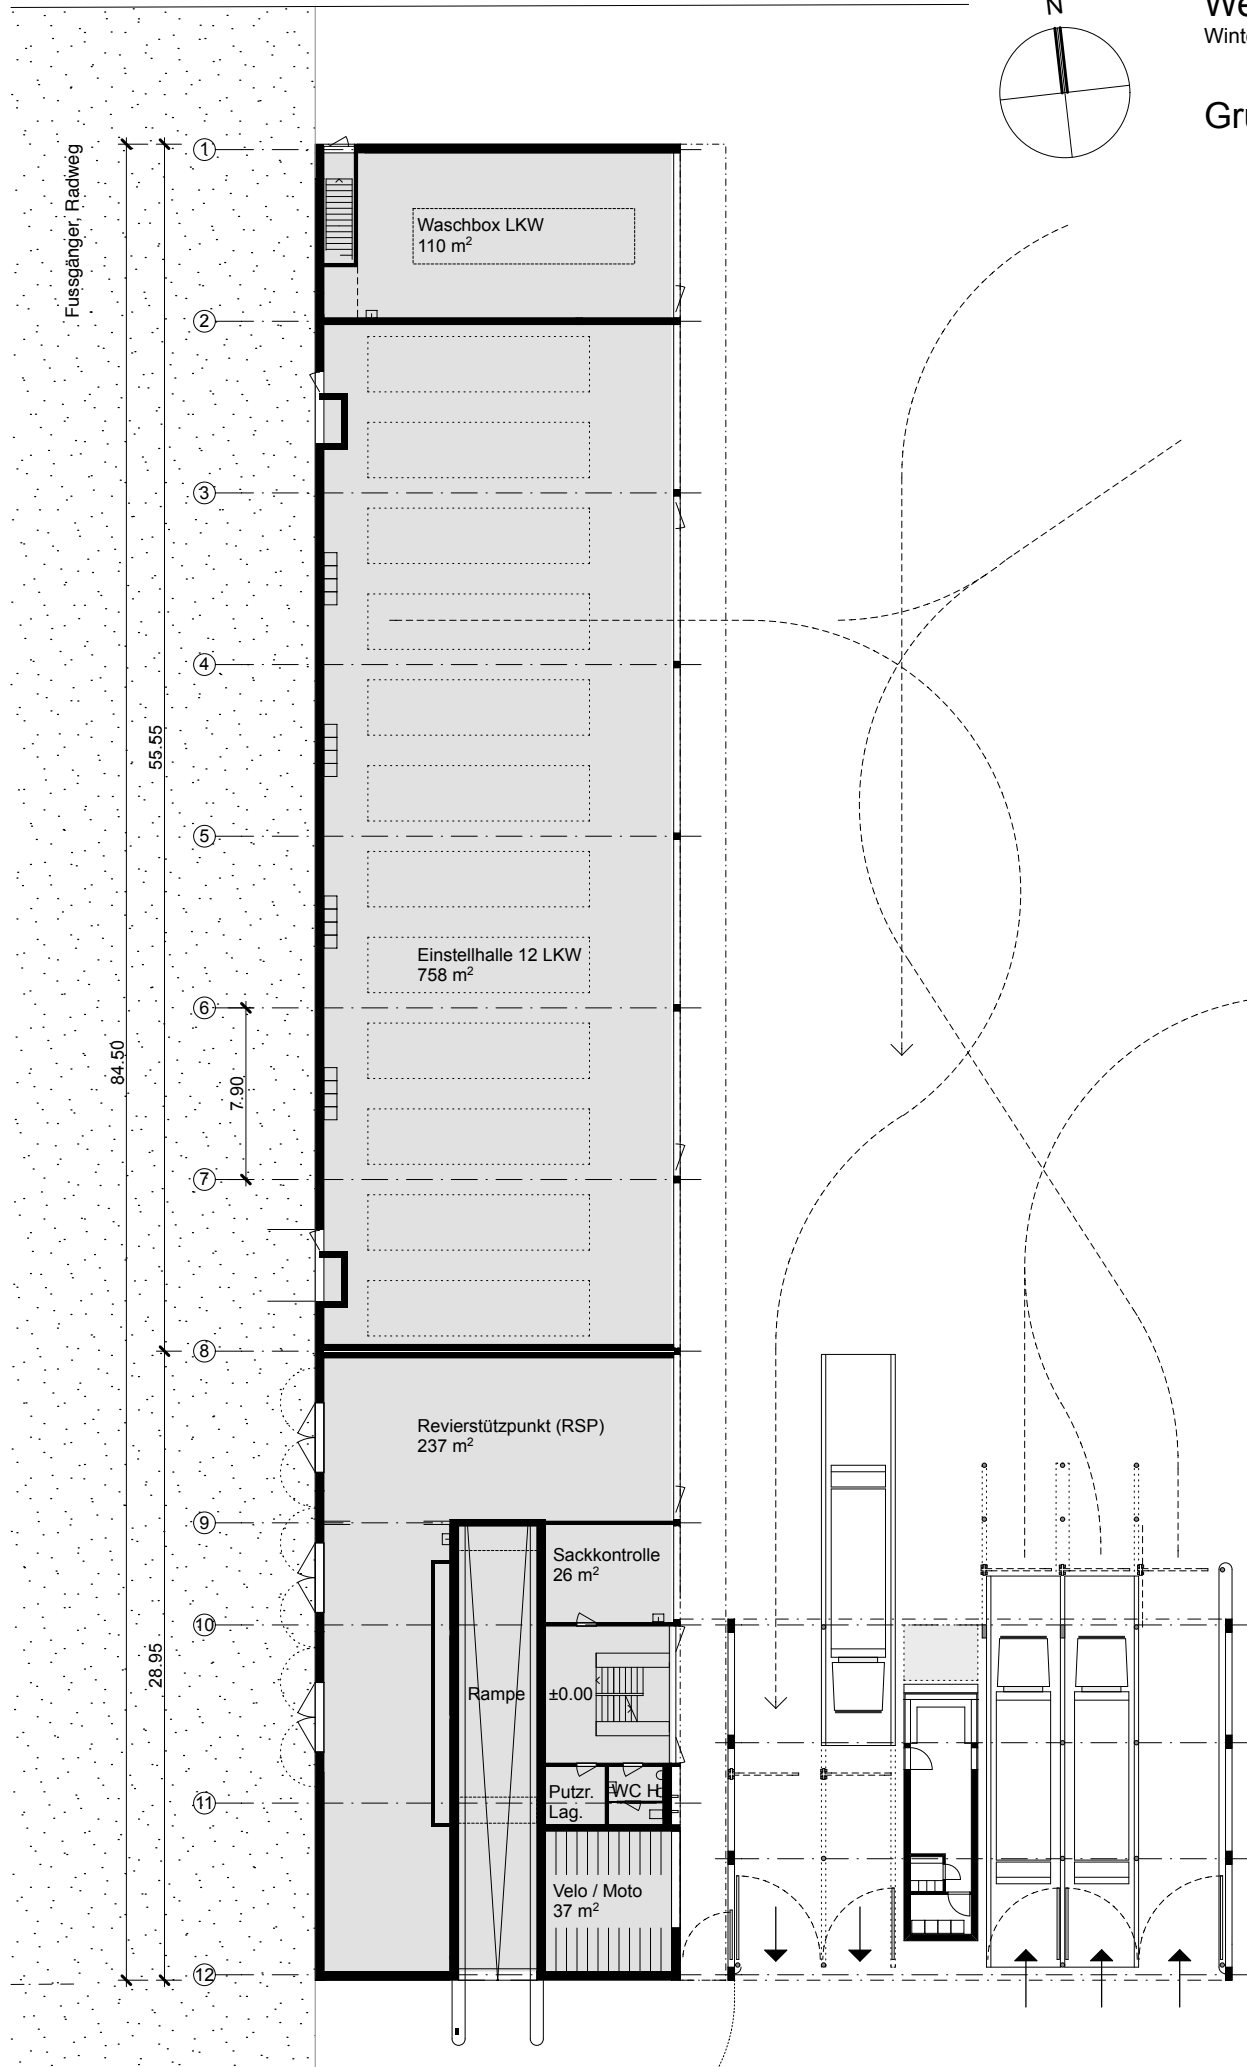 N
We
Winte
Gru
Fussgänger, Radweg
1
Waschbox LKW
110 m²
2
3
4
55.55
5
Einstellhalle 12 LKW
758 m²
6
84.50
7.90
7
8
Revierstützpunkt (RSP)
237 m²
9
Sackkontrolle
26 m²
10
28.95
Rampe
±0.00
Putzr.
Lag.
WC H
11
Velo / Moto
37 m²
12